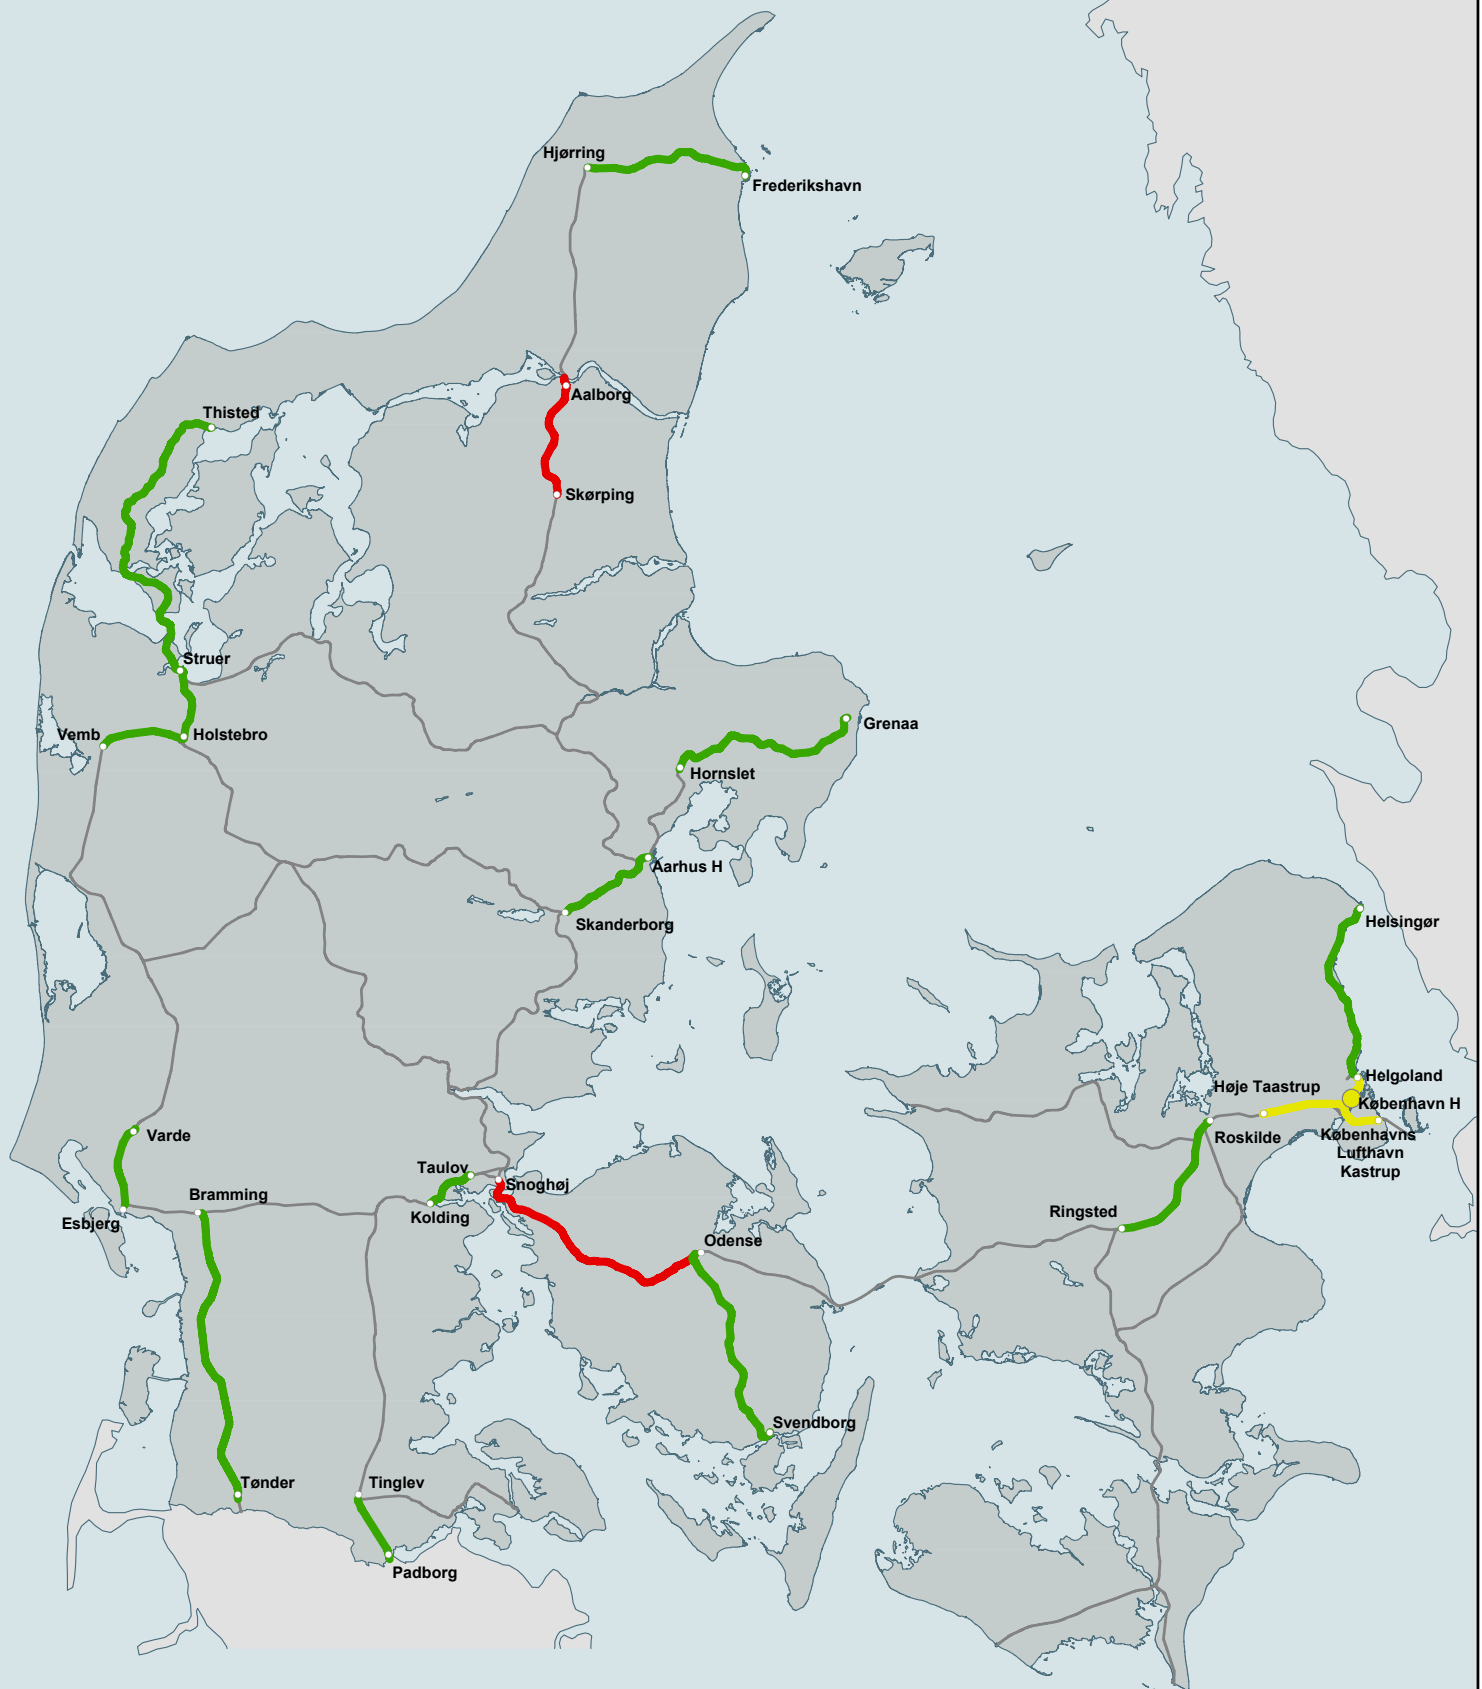 Hjørring
Frederikshavn
Aalborg
Thisted
Skørping
Struer
Vemb
Holstebro
Grenaa
Hornslet
Aarhus H
Skanderborg
Helsingør
Helgoland
Høje Taastrup
København H
Roskilde
Københavns
Lufthavn
Kastrup
Varde
Taulov
Snoghøj
Bramming
Kolding
Esbjerg
Ringsted
Odense
Svendborg
Tønder
Tinglev
Padborg